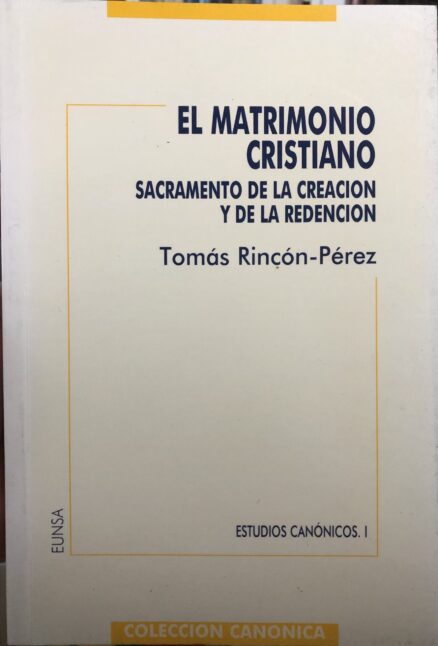 EL MATRIMONIO
CRISTIANO
SACRAMENTO DE LA CREACION
Y DE LA REDENCION
Tomás Rincón-Pérez
EUNSA
ESTUDIOS CANÓNICOS. I
COLECCION CANONICA